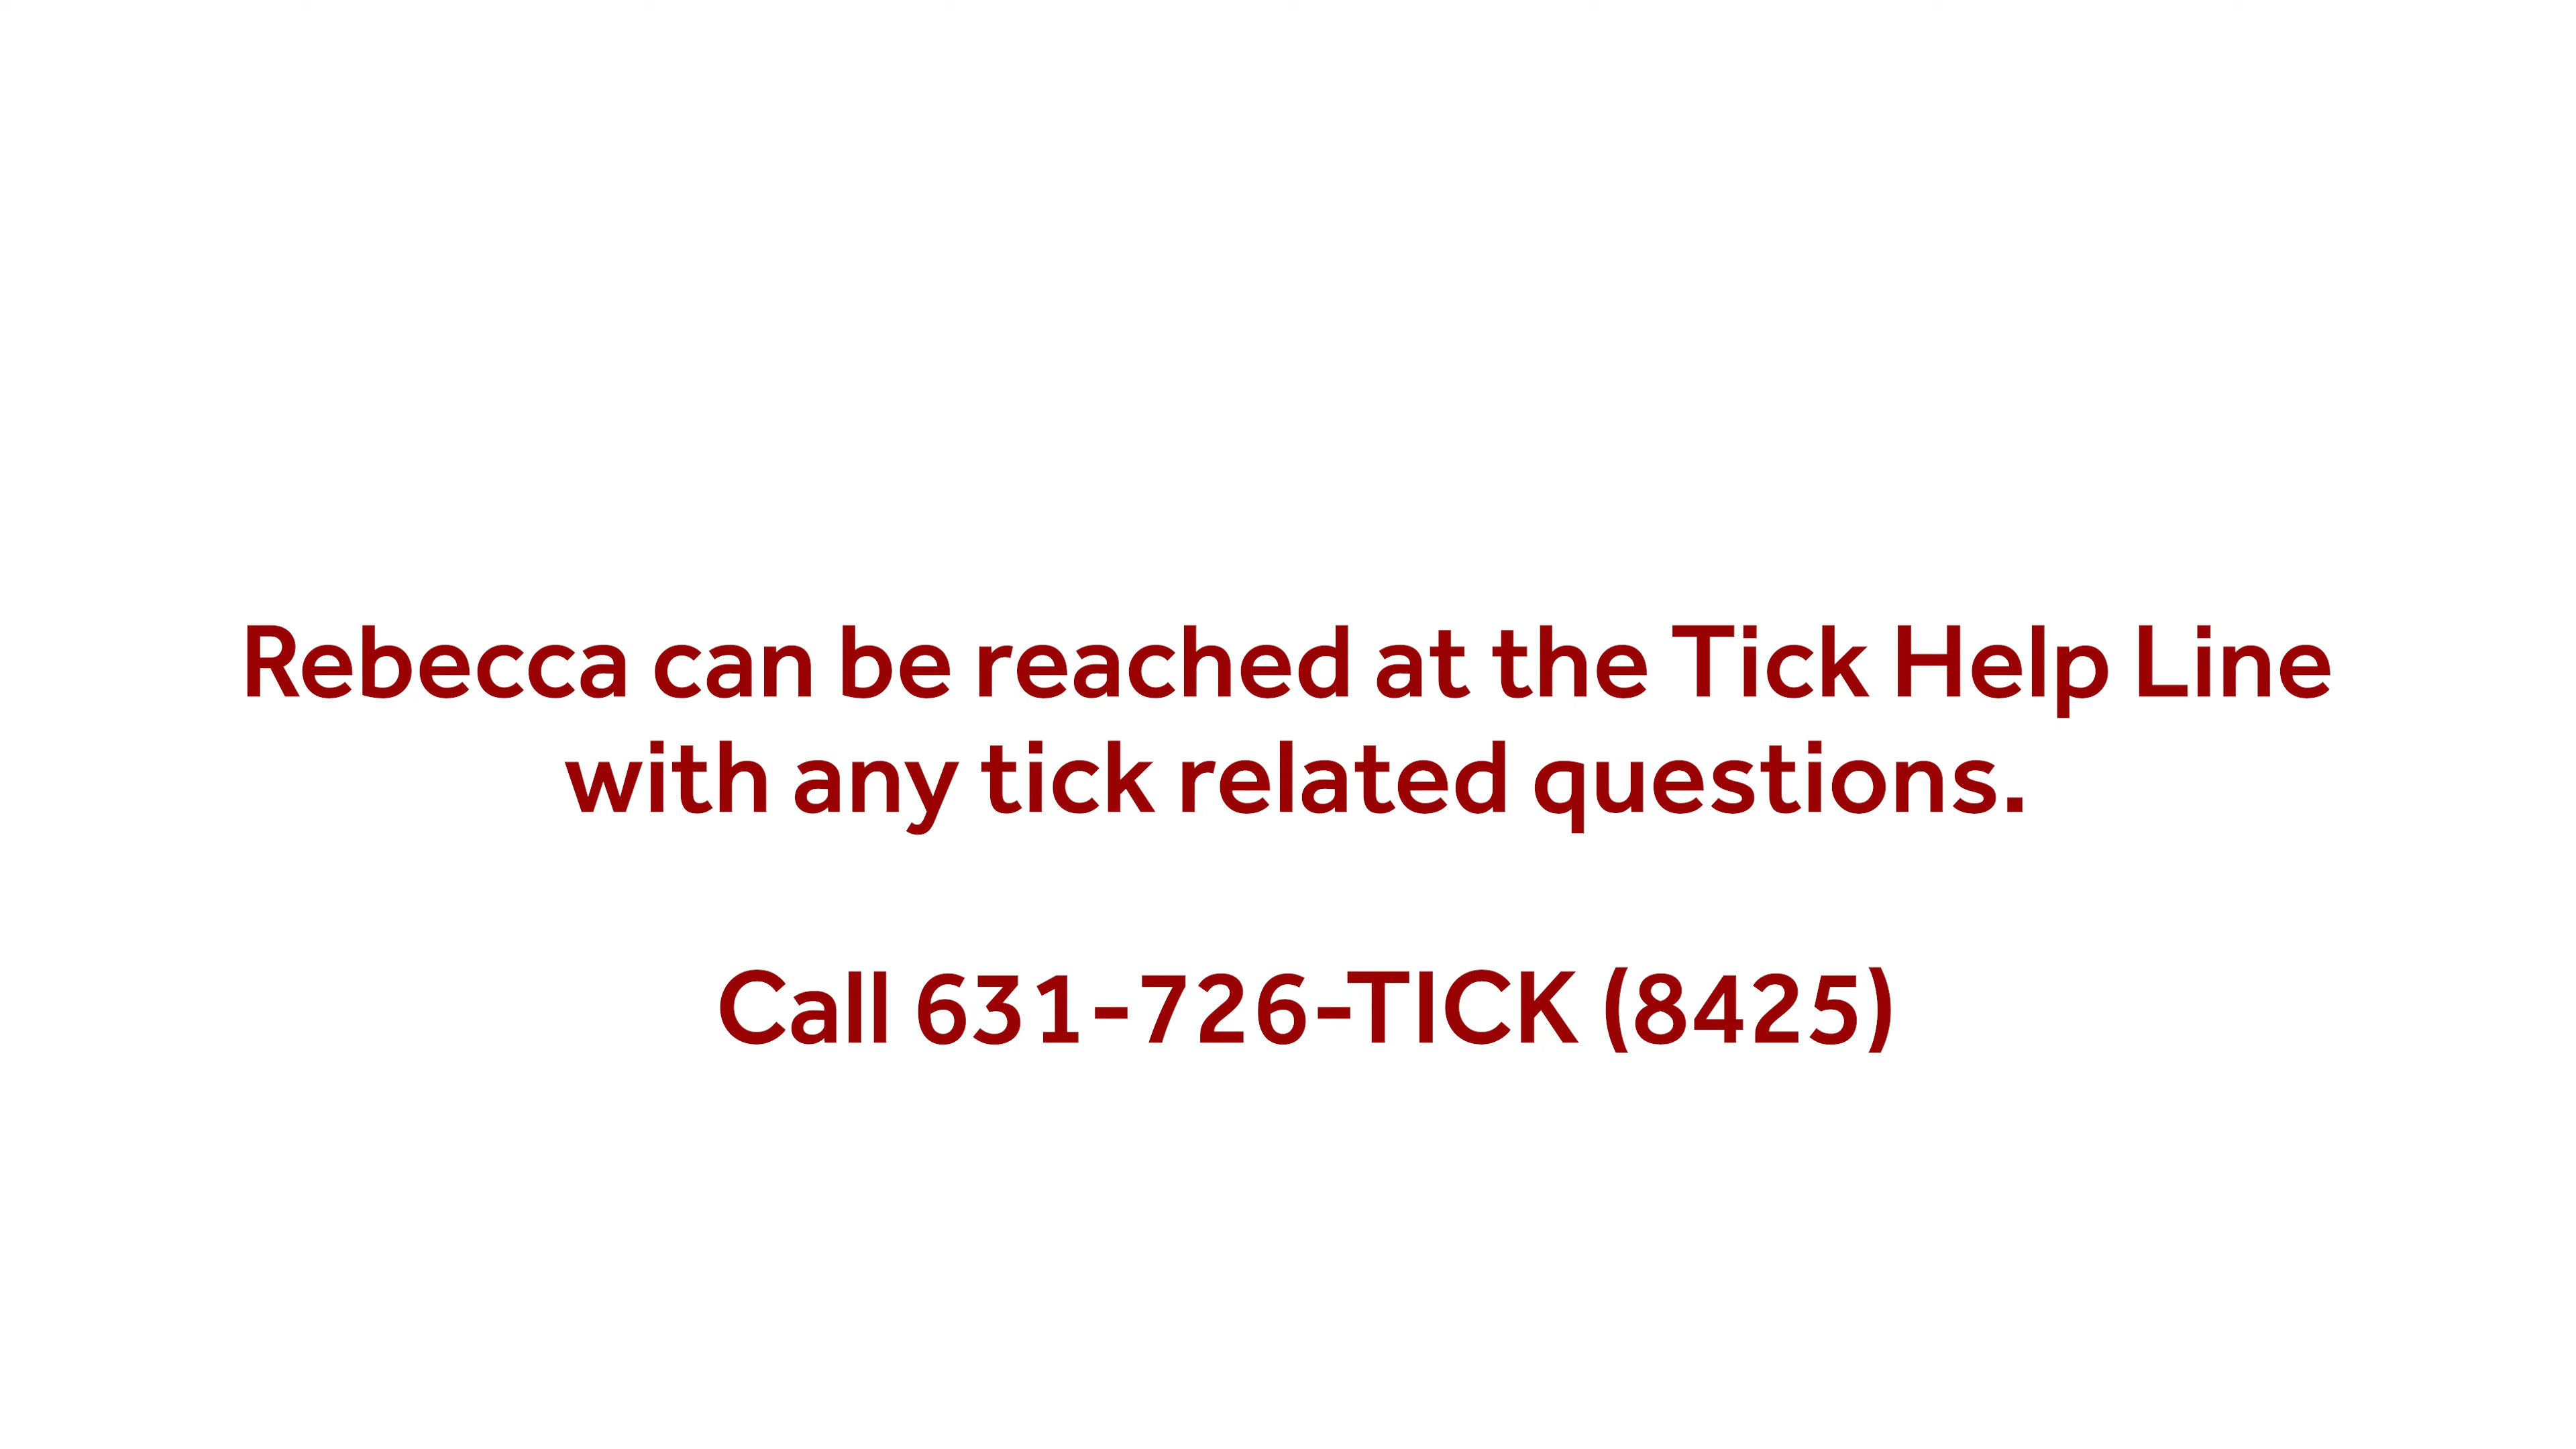 Rebecca can be reached at the Tick Help Line
with any tick related questions.
Call 631-726-TICK (8425)